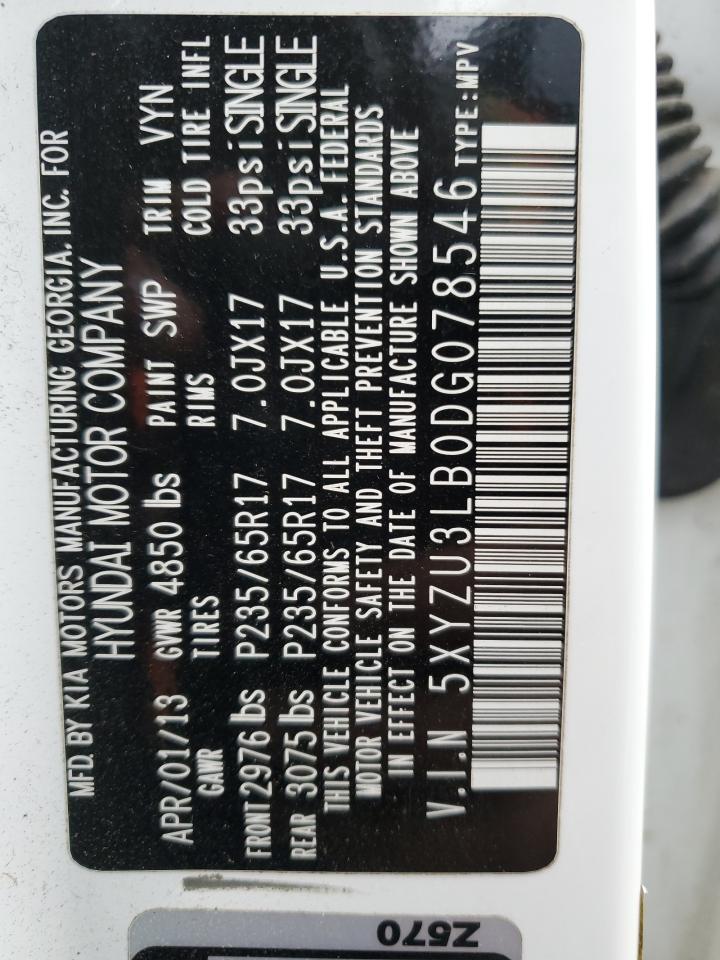 MFD. BY KIA MOTORS MANUFACTURING GEORGIA. INC. FOR
HYUNDAI MOTOR COMPANY
APR/01/13 GVWR 4850 lbs PAINT SWP TRIM VYN
GAWR TIRES RIMS COLD TIRE INFL
FRONT 2976 lbs P235/65R17 7.0JX17 33psi SINGLE
REAR 3075 lbs P235/65R17 7.0JX17 33psi SINGLE
THIS VEHICLE CONFORMS TO ALL APPLICABLE U.S.A. FEDERAL
MOTOR VEHICLE SAFETY AND THEFT PREVENTION STANDARDS
IN EFFECT ON THE DATE OF MANUFACTURE SHOWN ABOVE
V.I.N 5XYZU3LB0DG078546 TYPE:MPV
Z570